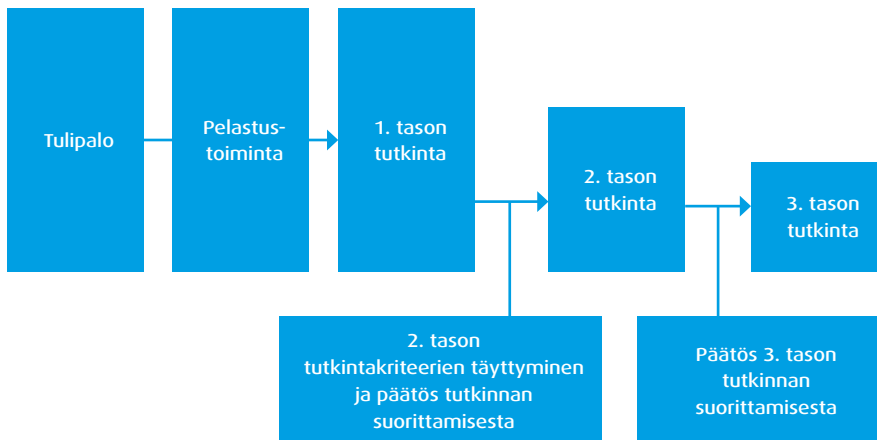 Tulipalo
Pelastus-
toiminta
1. tason
tutkinta
2. tason
tutkinta
3. tason
tutkinta
2. tason
tutkintakriteerien täyttyminen
ja päätös tutkinnan
suorittamisesta
Päätös 3. tason
tutkinnan
suorittamisesta